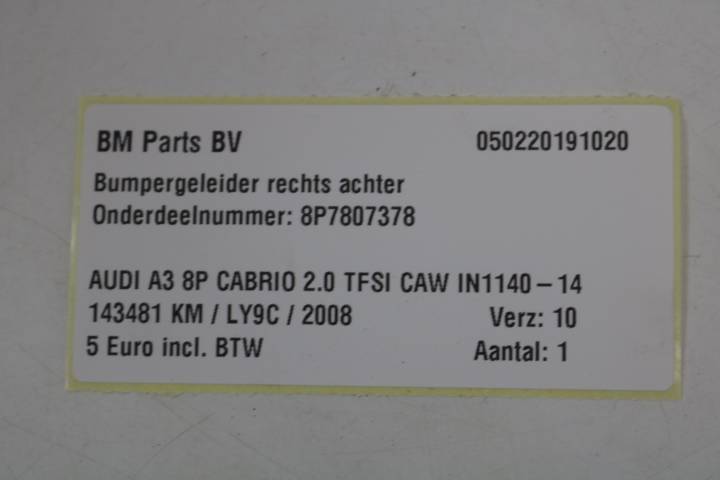 BM Parts BV 050220191020
Bumpergeleider rechts achter
Onderdeelnummer: 8P7807378
AUDI A3 8P CABRIO 2.0 TFSI CAW IN1140-14
143481 KM / LY9C / 2008 Verz: 10
5 Euro incl. BTW Aantal: 1